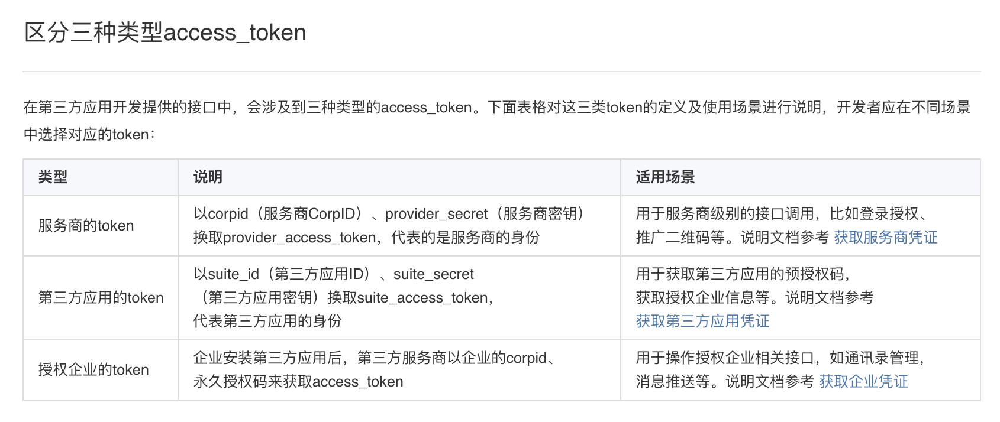 区分三种类型access_token
在第三方应用开发提供的接口中，会涉及到三种类型的access_token。下面表格对这三类token的定义及使用场景进行说明，开发者应在不同场景
中选择对应的token：
类型
说明
适用场景
服务商的token
以corpid（服务商CorpID）、provider_secret（服务商密钥）
换取provider_access_token，代表的是服务商的身份
用于服务商级别的接口调用，比如登录授权、
推广二维码等。说明文档参考 获取服务商凭证
第三方应用的token
以suite_id（第三方应用ID）、suite_secret
（第三方应用密钥）换取suite_access_token，
代表第三方应用的身份
用于获取第三方应用的预授权码，
获取授权企业信息等。说明文档参考
获取第三方应用凭证
授权企业的token
企业安装第三方应用后，第三方服务商以企业的corpid、
永久授权码来获取access_token
用于操作授权企业相关接口，如通讯录管理，
消息推送等。说明文档参考 获取企业凭证